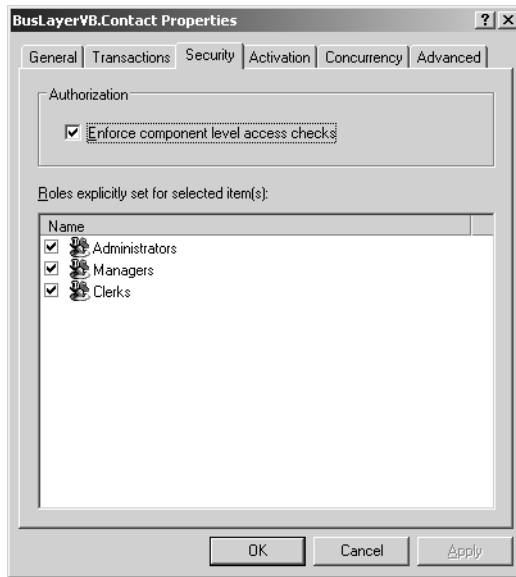 BusLayerVB.Contact Properties
? X
General Transactions Security Activation Concurrency Advanced
Authorization
Enforce component level access checks
Roles explicitly set for selected item(s):
Name
Administrators
Managers
Clerks
OK Cancel Apply